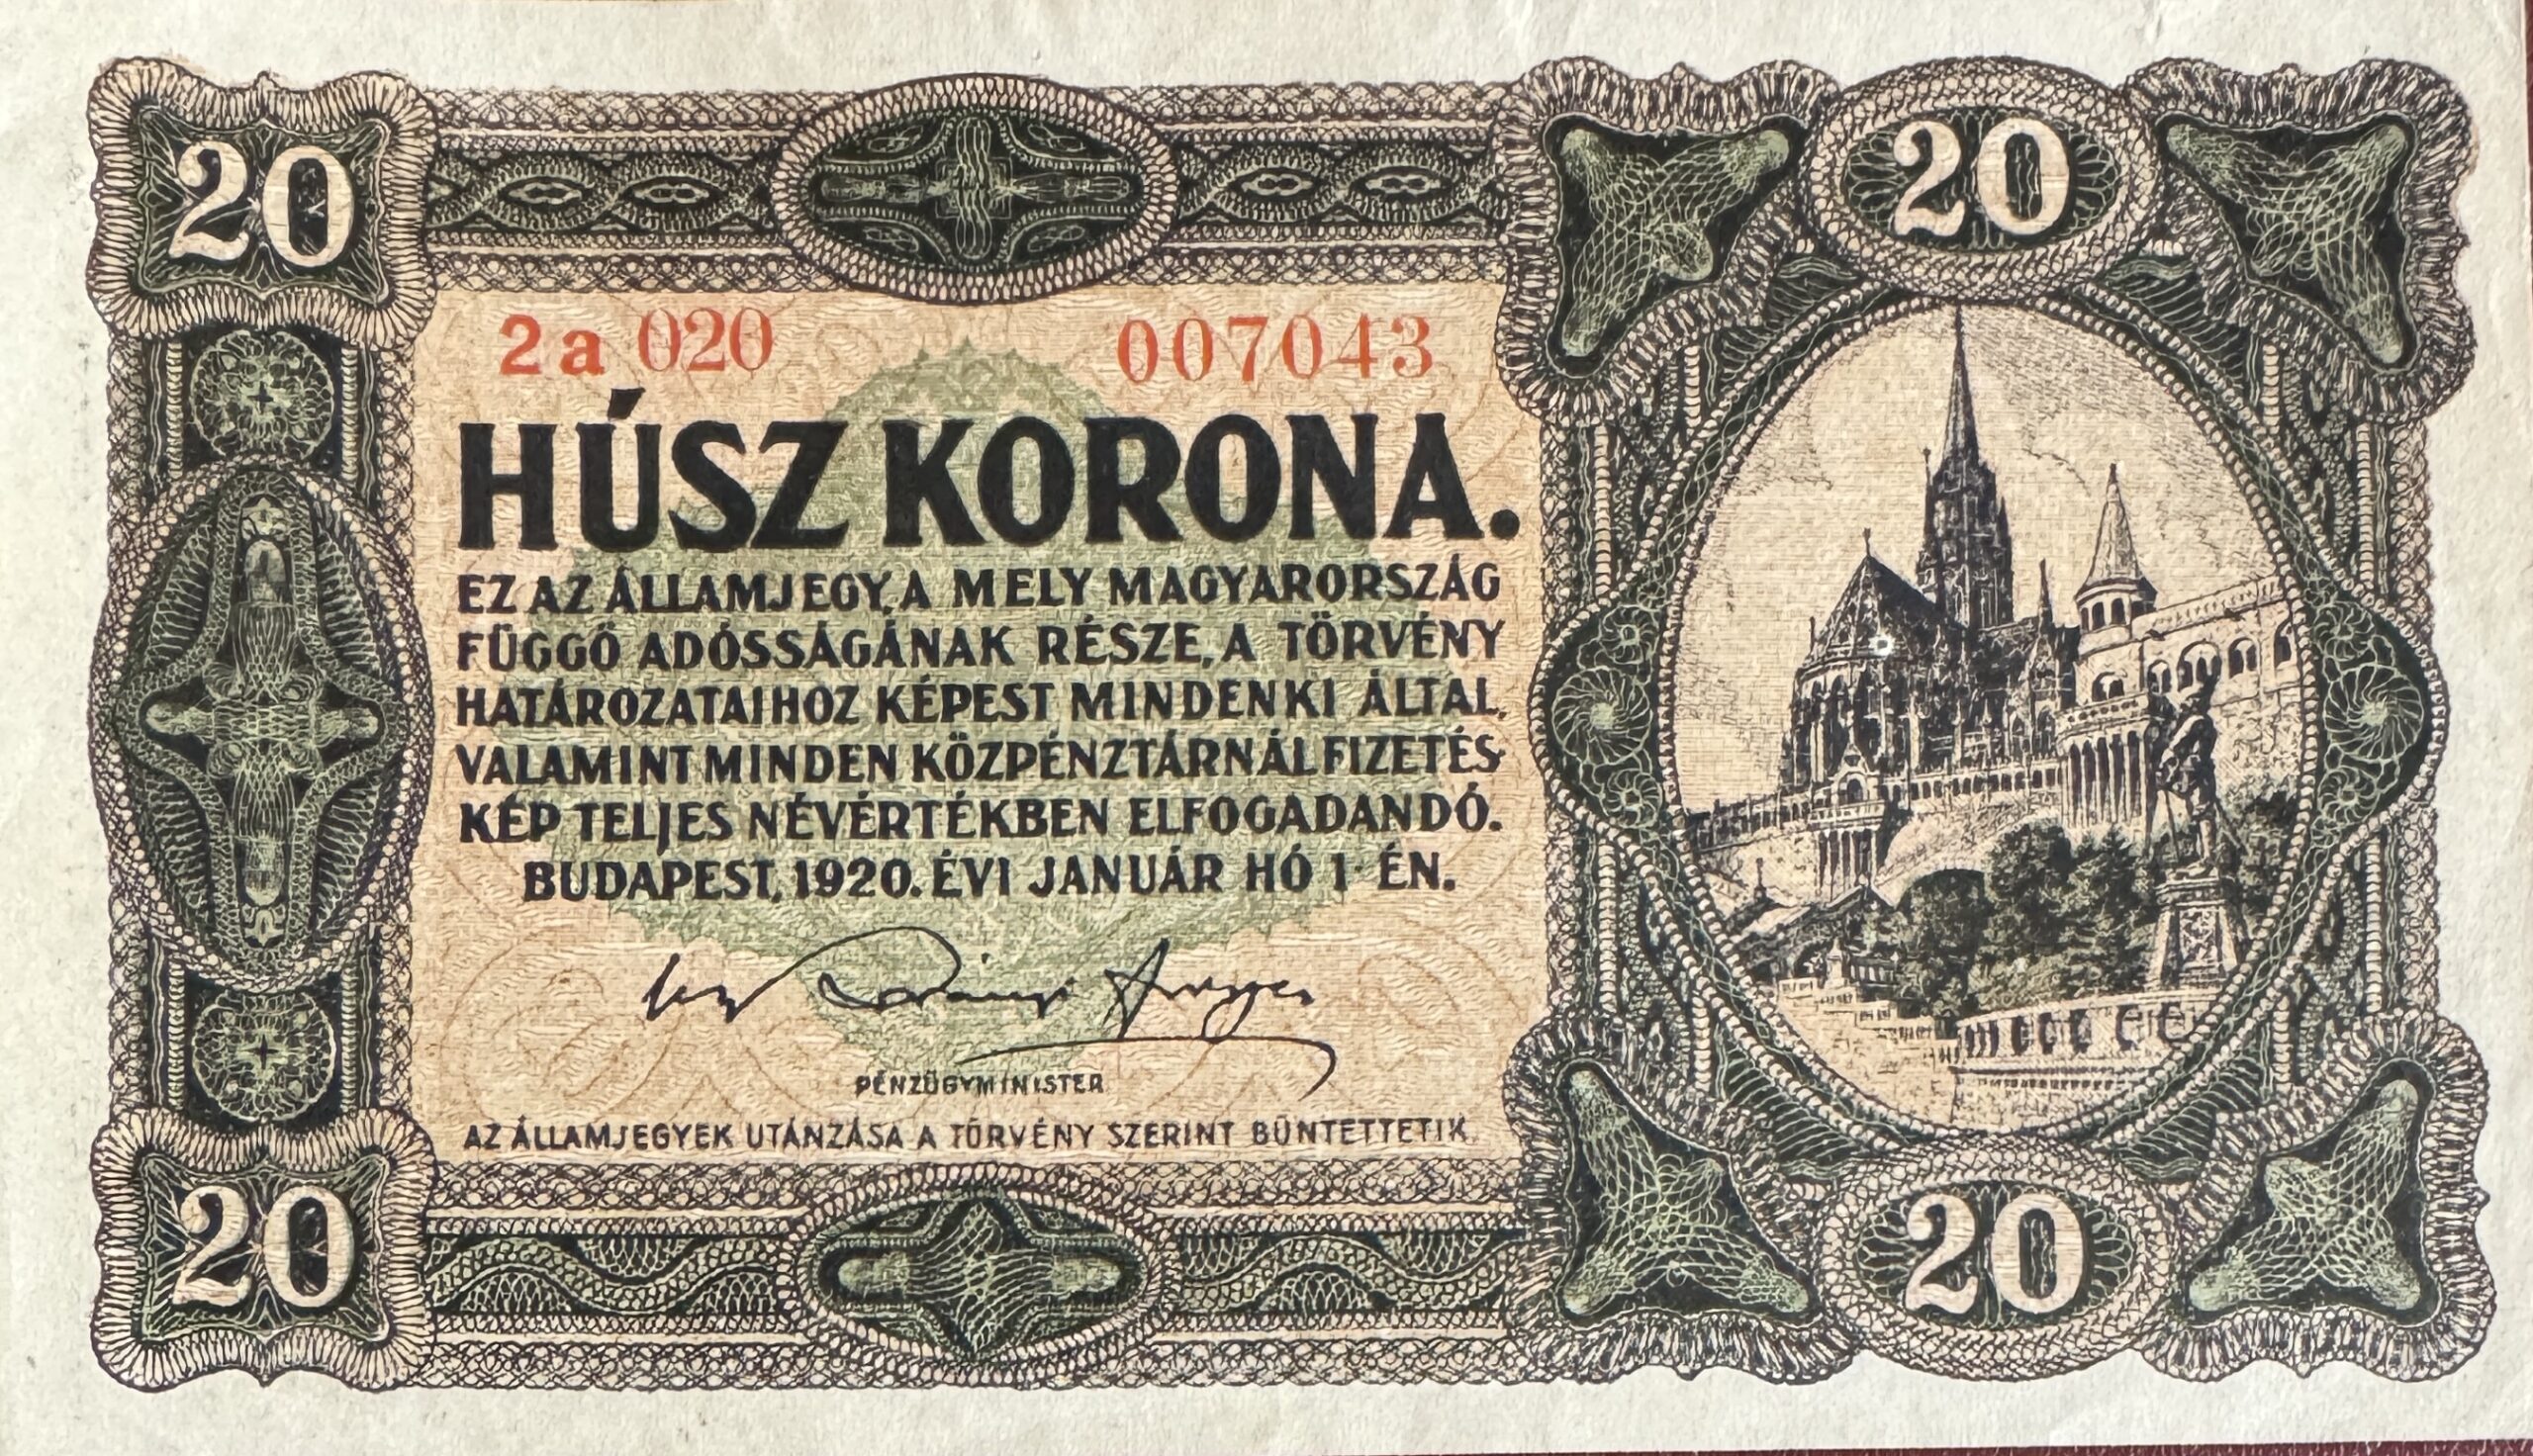 20
20
2a 020 007043
HÚSZ KORONA.
EZ AZ ÁLLAMJEGY, A MELY MAGYARORSZÁG
FÜGGŐ ADÓSSÁGÁNAK RÉSZE, A TÖRVÉNY
HATÁROZATAIHOZ KÉPEST MINDENKI ÁLTAL,
VALAMINT MINDEN KÖZPÉNZTÁRNÁL FIZETÉS-
KÉP TELJES NÉVÉRTÉKBEN ELFOGADANDÓ.
BUDAPEST, 1920. ÉVI JANUÁR HÓ 1-ÉN.
PÉNZÜGYMINISTER
AZ ÁLLAMJEGYEK UTÁNZÁSA A TÖRVÉNY SZERINT BÜNTETTETIK.
20
20